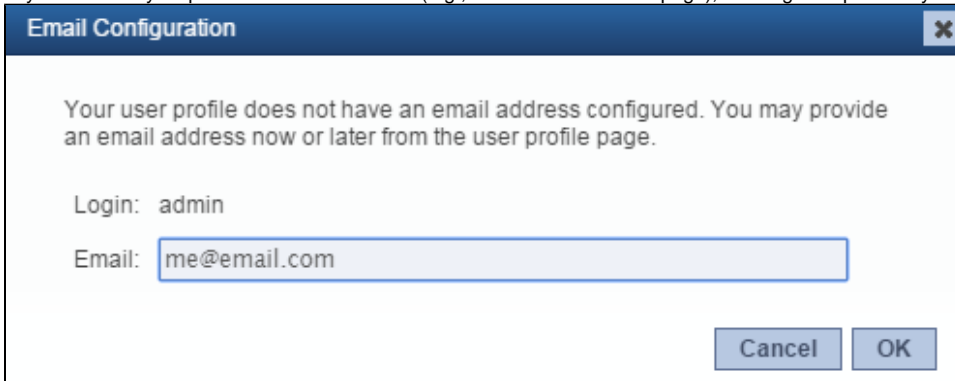 Email Configuration
Your user profile does not have an email address configured. You may provide
an email address now or later from the user profile page.
Login: admin
Email: me@email.com
Cancel OK